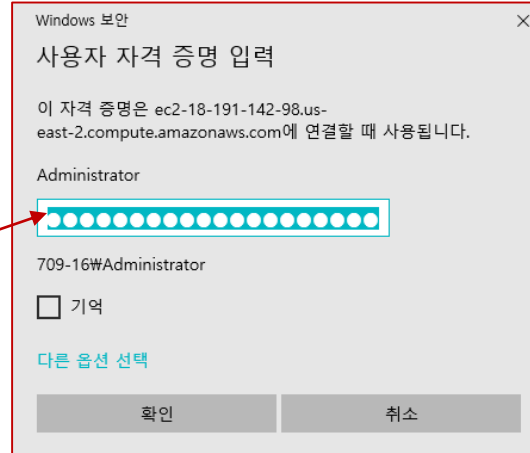 Windows 보안
사용자 자격 증명 입력
이 자격 증명은 ec2-18-191-142-98.us-
east-2.compute.amazonaws.com에 연결할 때 사용됩니다.
Administrator
●●●●●●●●●●●●●●●●●●●●
709-16₩Administrator
기억
다른 옵션 선택
확인 취소